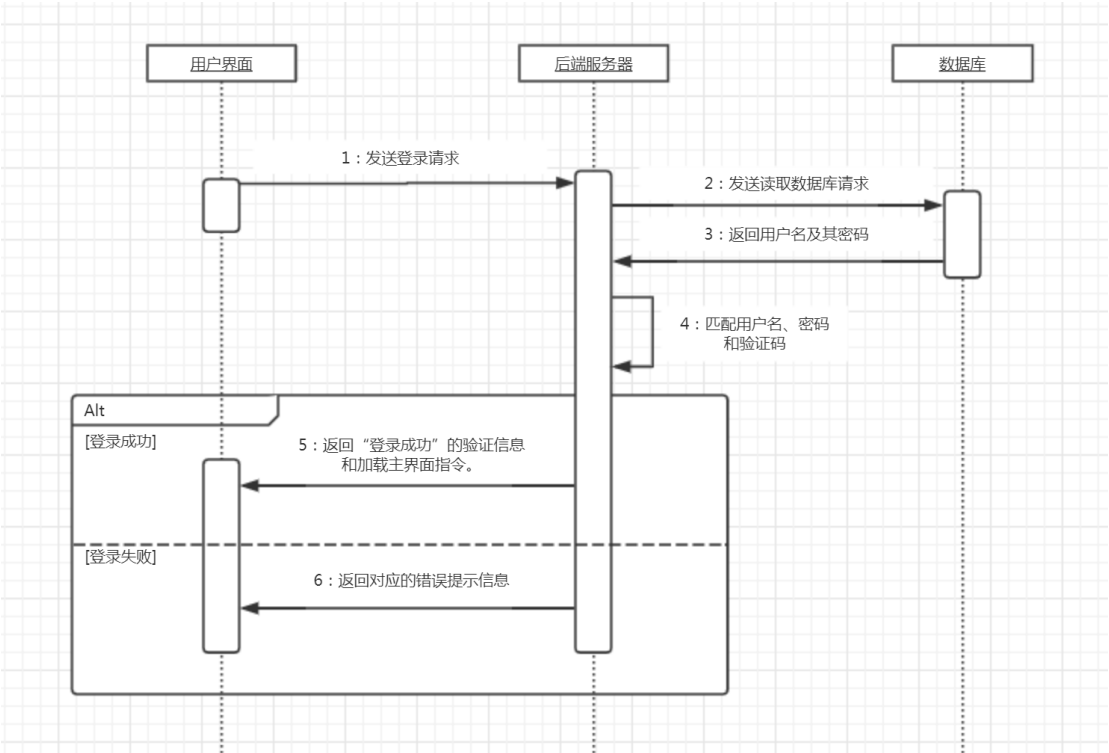 用户界面
后端服务器
数据库
1：发送登录请求
2：发送读取数据库请求
3：返回用户名及其密码
4：匹配用户名、密码
和验证码
Alt
[登录成功]
5：返回“登录成功”的验证信息
和加载主界面指令。
[登录失败]
6：返回对应的错误提示信息